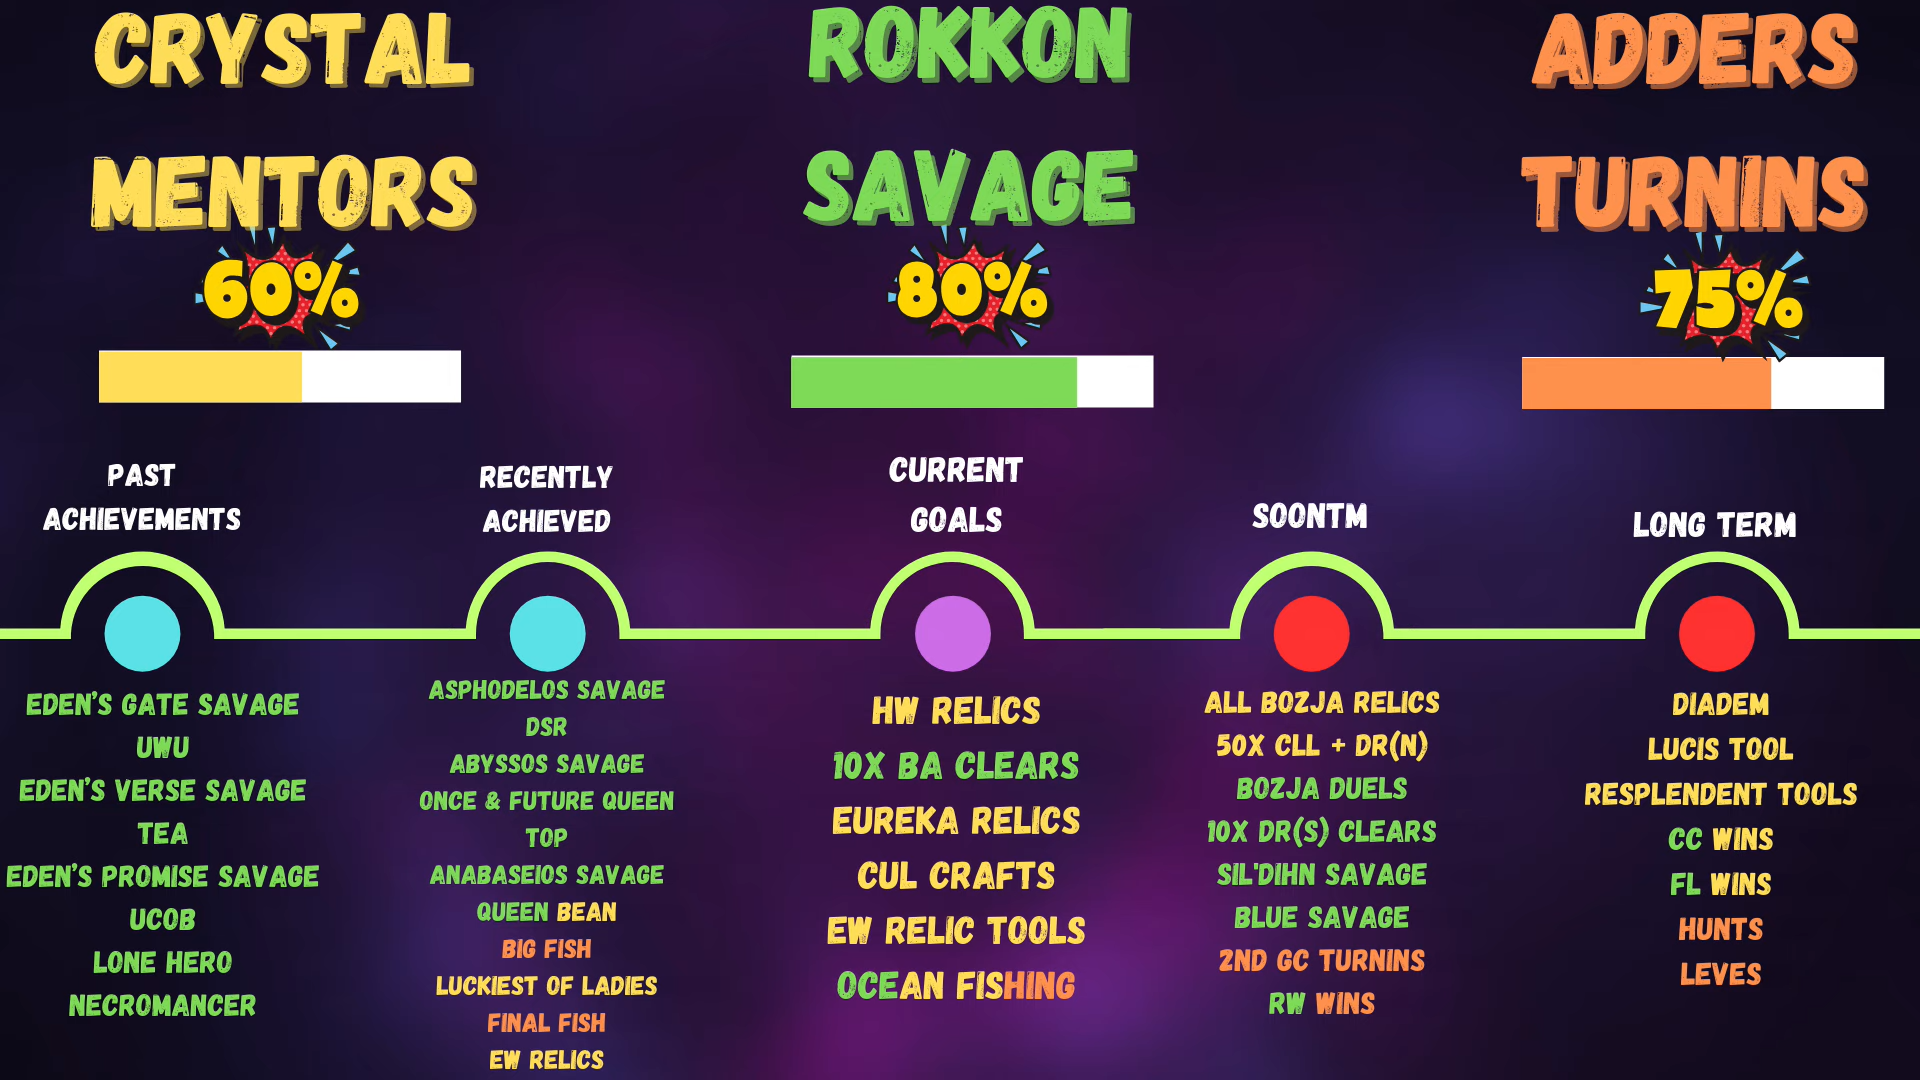 CRYSTAL
MENTORS
60%
ROKKON
SAVAGE
80%
ADDERS
TURNINS
75%
PAST
ACHIEVEMENTS
EDEN'S GATE SAVAGE
UWU
EDEN'S VERSE SAVAGE
TEA
EDEN'S PROMISE SAVAGE
UCOB
LONE HERO
NECROMANCER
RECENTLY
ACHIEVED
ASPHODELOS SAVAGE
DSR
ABYSSOS SAVAGE
ONCE & FUTURE QUEEN
TOP
ANABASEIOS SAVAGE
QUEEN BEAN
BIG FISH
LUCKIEST OF LADIES
FINAL FISH
EW RELICS
CURRENT
GOALS
HW RELICS
10X BA CLEARS
EUREKA RELICS
CUL CRAFTS
EW RELIC TOOLS
OCEAN FISHING
SOONTM
ALL BOZJA RELICS
50X CLL + DR(N)
BOZJA DUELS
10X DR(S) CLEARS
SIL'DIHN SAVAGE
BLUE SAVAGE
2ND GC TURNINS
RW WINS
LONG TERM
DIADEM
LUCIS TOOL
RESPLENDENT TOOLS
CC WINS
FL WINS
HUNTS
LEVES